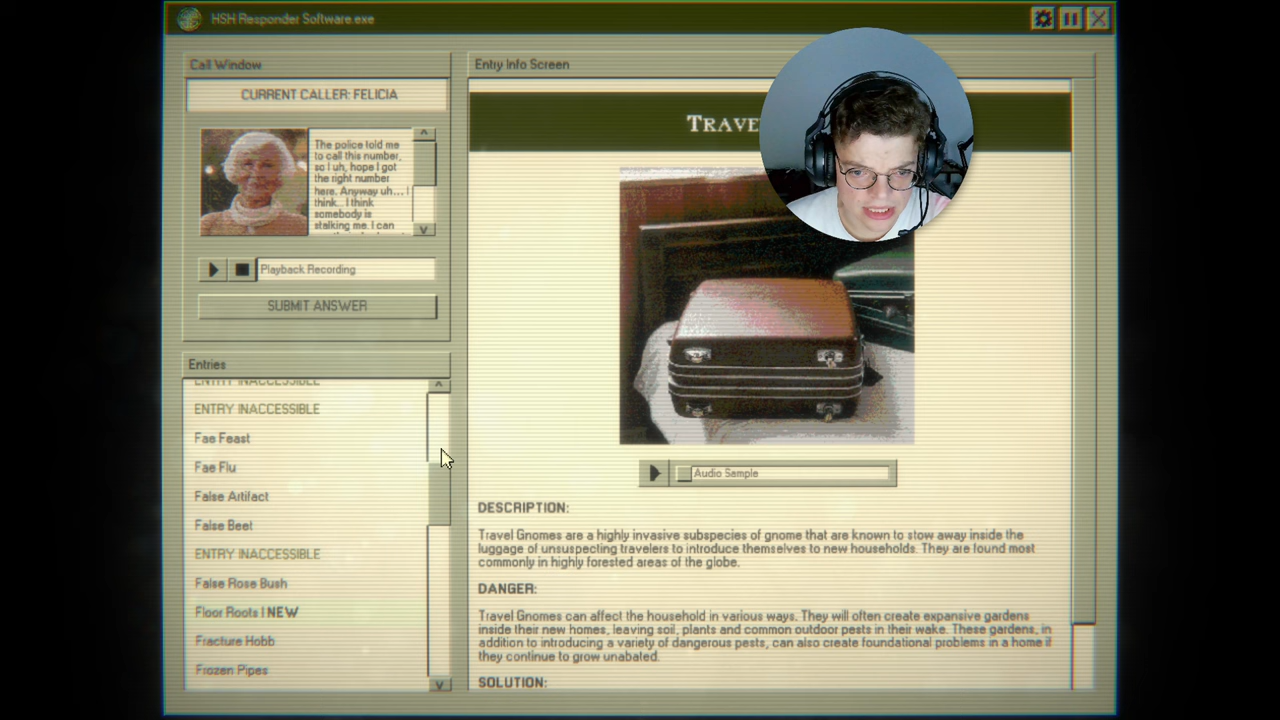 HSH Responder Software.exe
Call Window
CURRENT CALLER: FELICIA
The police told me
to call this number,
so I uh, hope I got
the right number
here. Anyway uh... I
think.. I think
somebody is
stalking me. I can
Playback Recording
SUBMIT ANSWER
Entries
ENTRY INACCESSIBLE
ENTRY INACCESSIBLE
Fae Feast
Fae Flu
False Artifact
False Beet
ENTRY INACCESSIBLE
False Rose Bush
Floor Roots | NEW
Fracture Hobb
Frozen Pipes
Entry Info Screen
TRAVE
Audio Sample
DESCRIPTION:
Travel Gnomes are a highly invasive subspecies of gnome that are known to stow away inside the
luggage of unsuspecting travelers to introduce themselves to new households. They are found most
commonly in highly forested areas of the globe.
DANGER:
Travel Gnomes can affect the household in various ways. They will often create expansive gardens
inside their new homes, leaving soil, plants and common outdoor pests in their wake. These gardens, in
addition to introducing a variety of dangerous pests, can also create foundational problems in a home if
they continue to grow unabated.
SOLUTION: